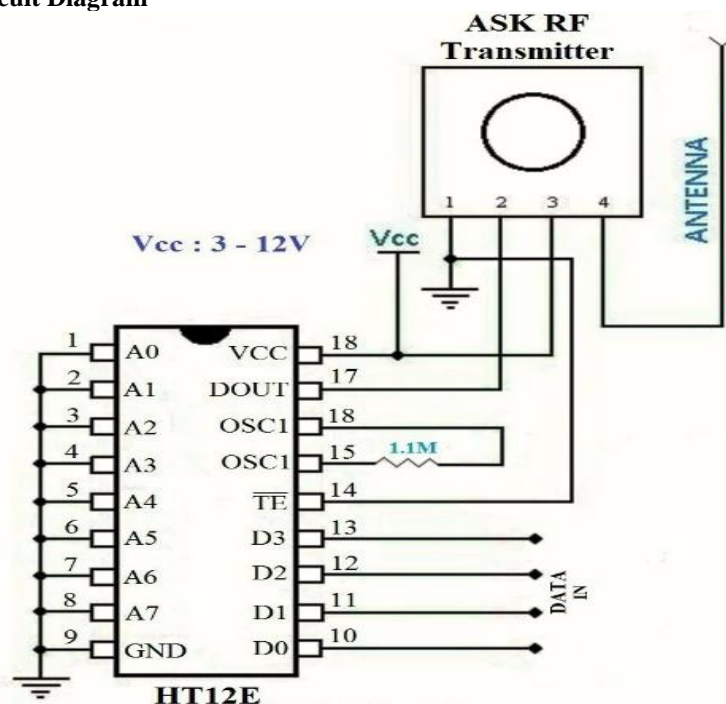 cuit Diagram
ASK RF
Transmitter
1 2 3 4
ANTENNA
Vcc : 3 - 12V
Vcc
1 A0 VCC 18
2 A1 DOUT 17
3 A2 OSC1 18
4 A3 OSC1 15
1.1M
5 A4 TE 14
6 A5 D3 13
7 A6 D2 12
8 A7 D1 11
9 GND D0 10
DATA
IN
HT12E